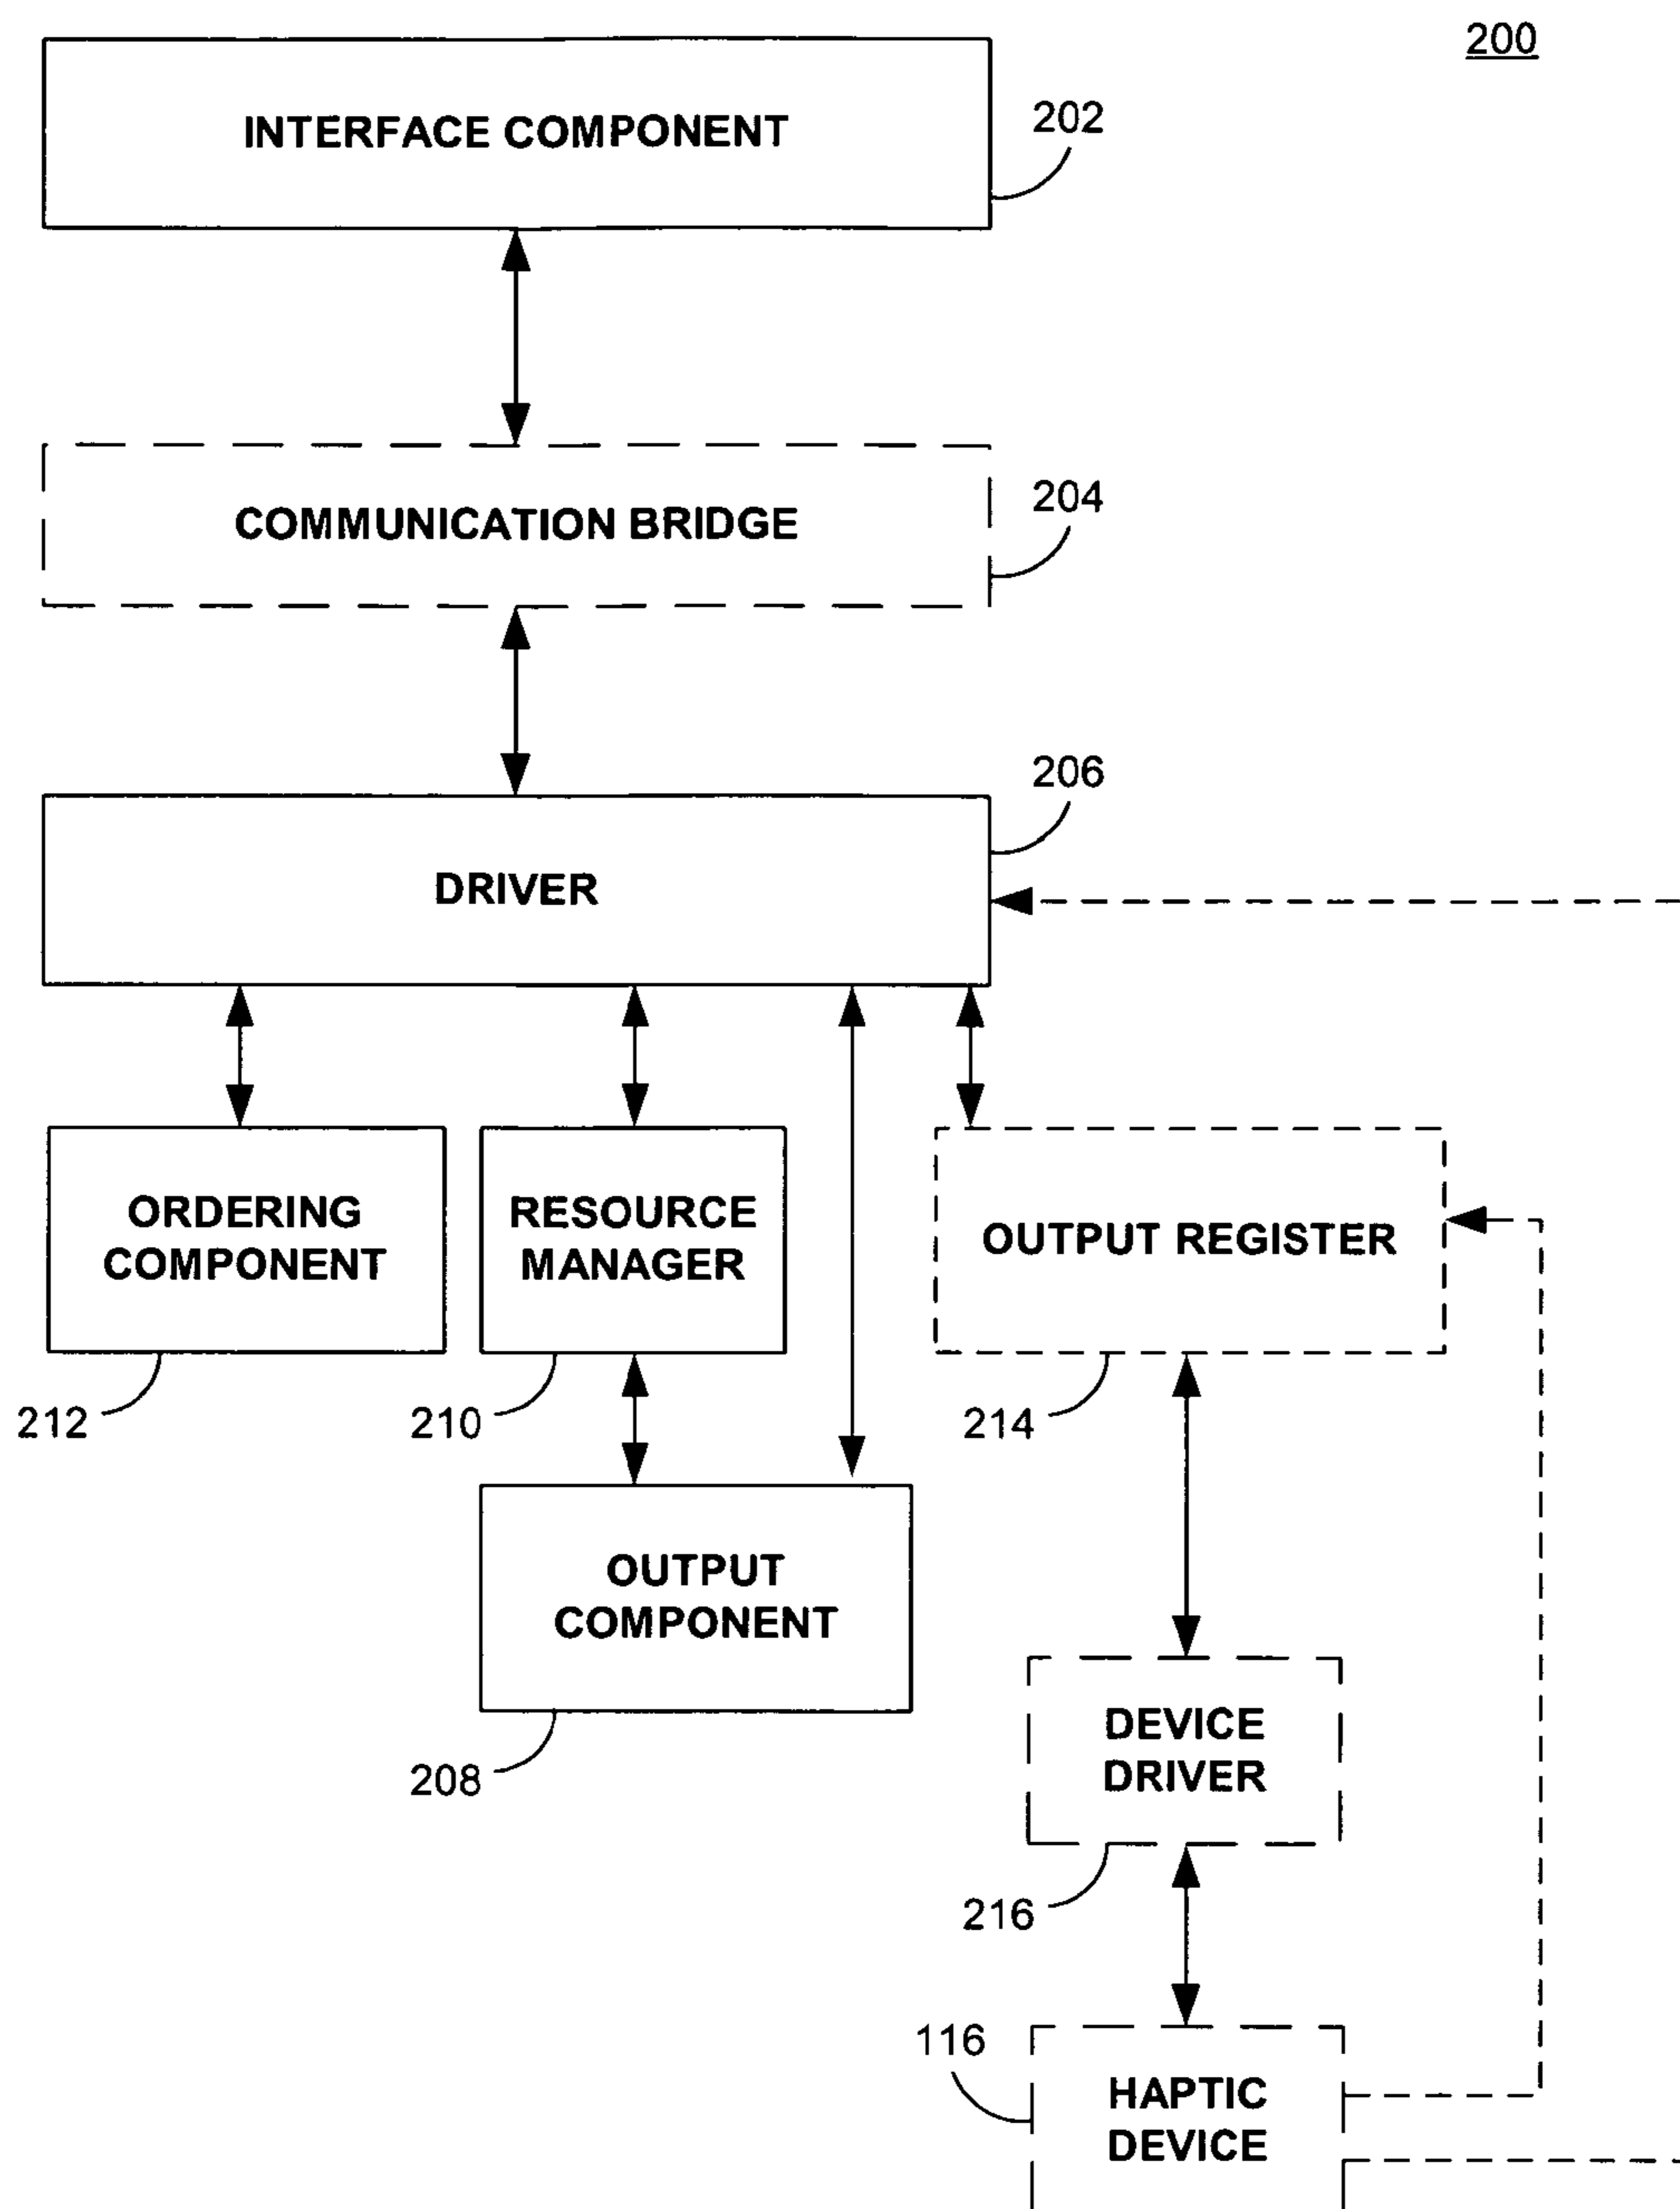 200
INTERFACE COMPONENT
202
COMMUNICATION BRIDGE
204
206
DRIVER
ORDERING
COMPONENT
RESOURCE
MANAGER
OUTPUT REGISTER
212
210
214
OUTPUT
COMPONENT
208
DEVICE
DRIVER
216
116
HAPTIC
DEVICE